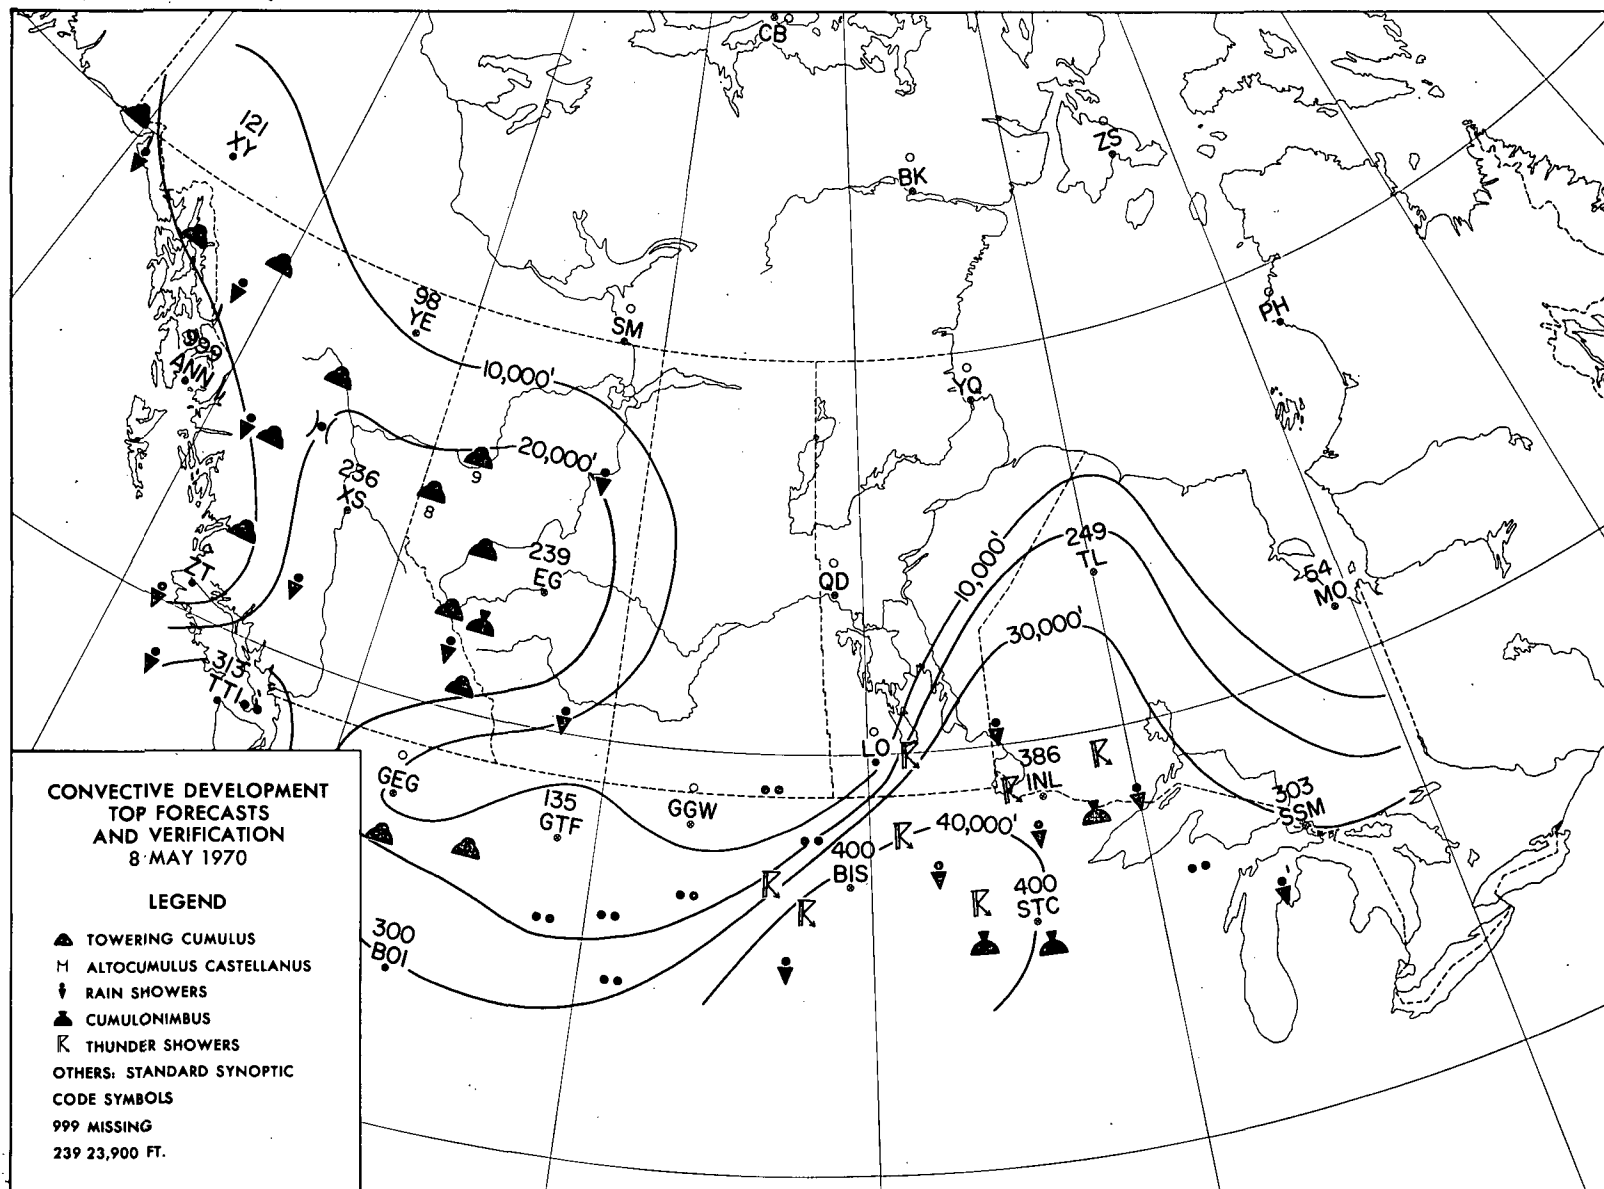 CB
121
XY
ZS
BK
98
YE
SM
PH
999
ANN
10,000'
YQ
20,000'
9
236
XS
8
249
TL
239
EG
10,000'
64
MO
ZT
QD
30,000'
313
TTI
LO
386
INL
GEG
135
GTF
GGW
303
SSM
40,000'
400
BIS
400
STC
300
BOI
CONVECTIVE DEVELOPMENT
TOP FORECASTS
AND VERIFICATION
8 MAY 1970
LEGEND
TOWERING CUMULUS
M ALTOCUMULUS CASTELLANUS
RAIN SHOWERS
CUMULONIMBUS
THUNDER SHOWERS
OTHERS: STANDARD SYNOPTIC
CODE SYMBOLS
999 MISSING
239 23,900 FT.